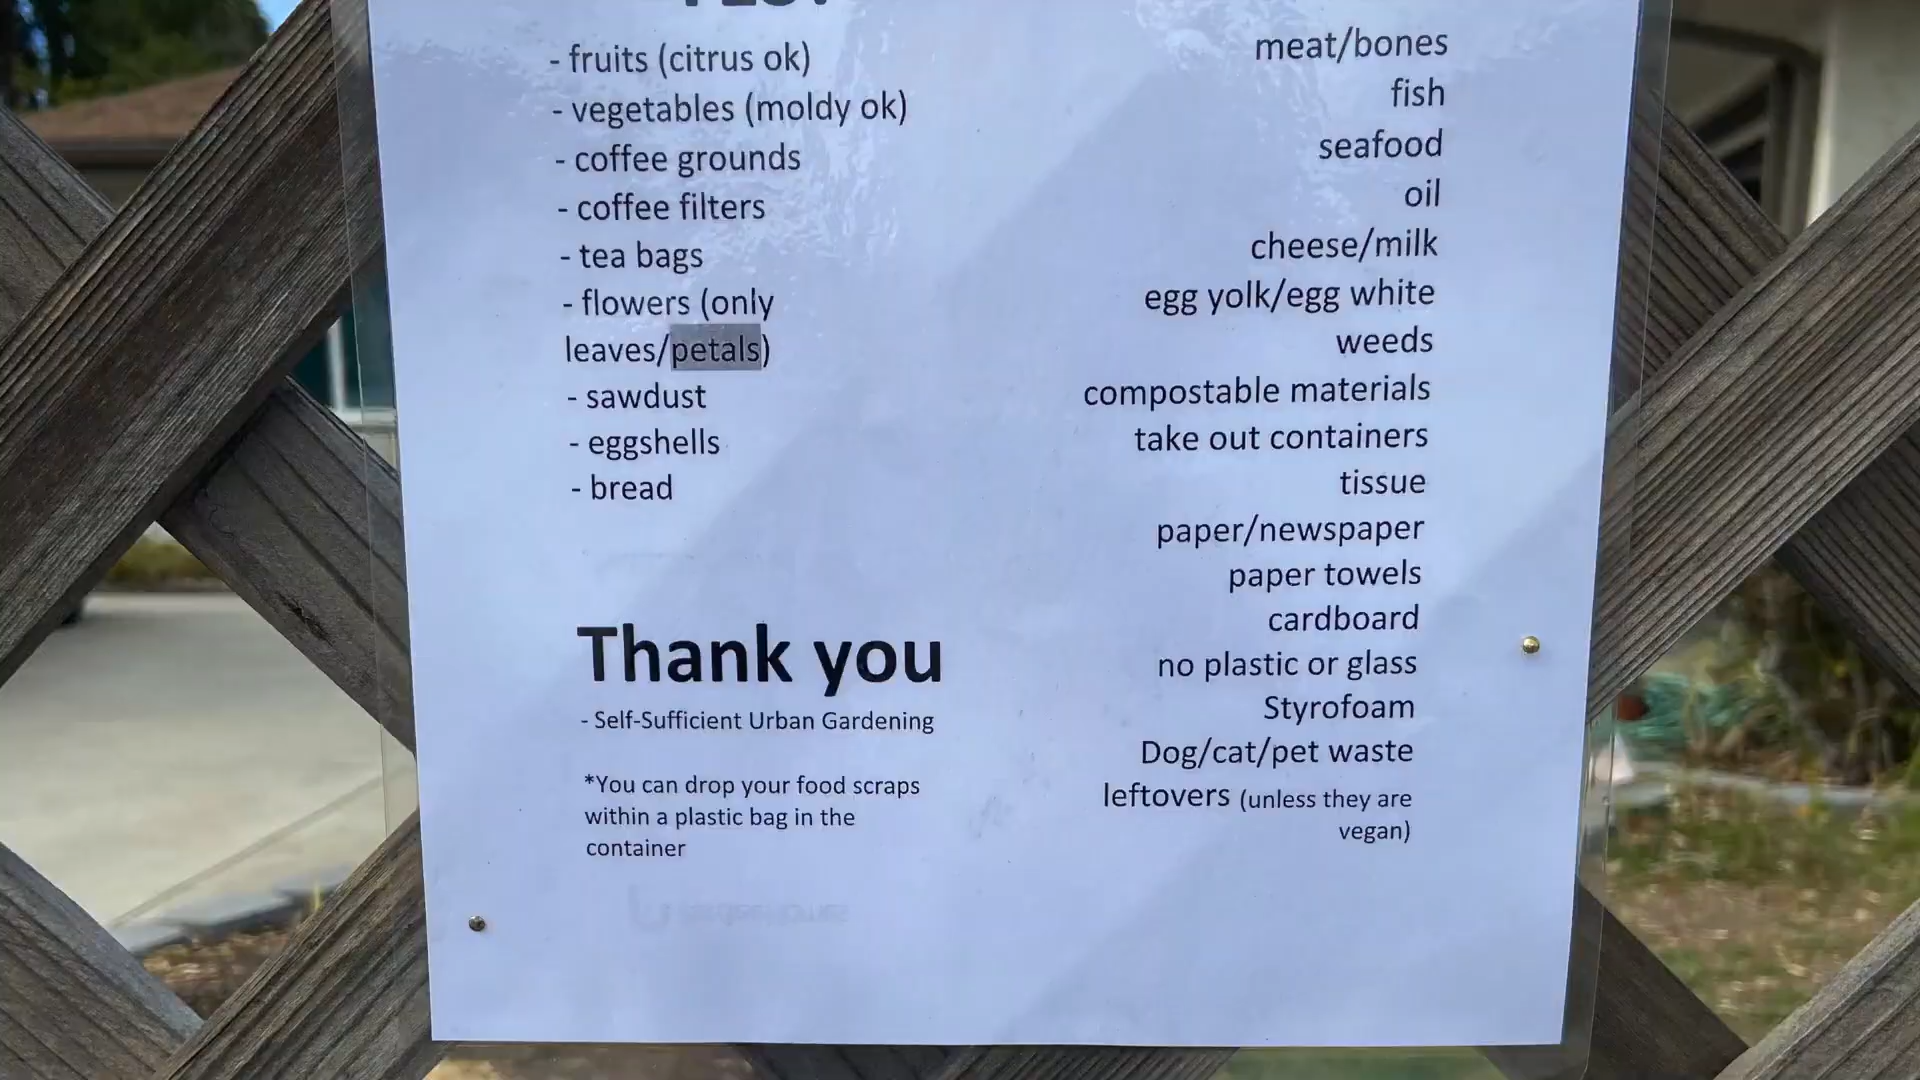 - fruits (citrus ok)
- vegetables (moldy ok)
- coffee grounds
- coffee filters
- tea bags
- flowers (only
leaves/petals)
- sawdust
- eggshells
- bread
Thank you
- Self-Sufficient Urban Gardening
*You can drop your food scraps
within a plastic bag in the
container
meat/bones
fish
seafood
oil
cheese/milk
egg yolk/egg white
weeds
compostable materials
take out containers
tissue
paper/newspaper
paper towels
cardboard
no plastic or glass
Styrofoam
Dog/cat/pet waste
leftovers (unless they are
vegan)